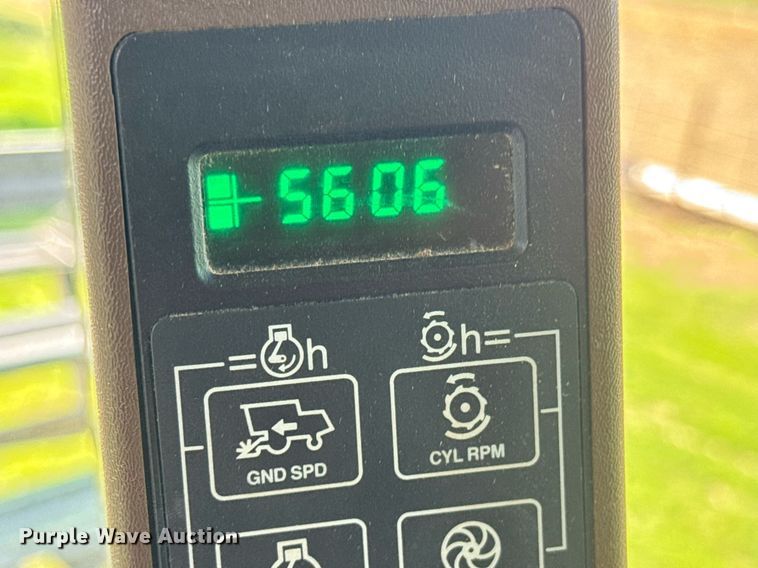 5606
=h
h=
GND SPD
CYL RPM
Purple Wave Auction